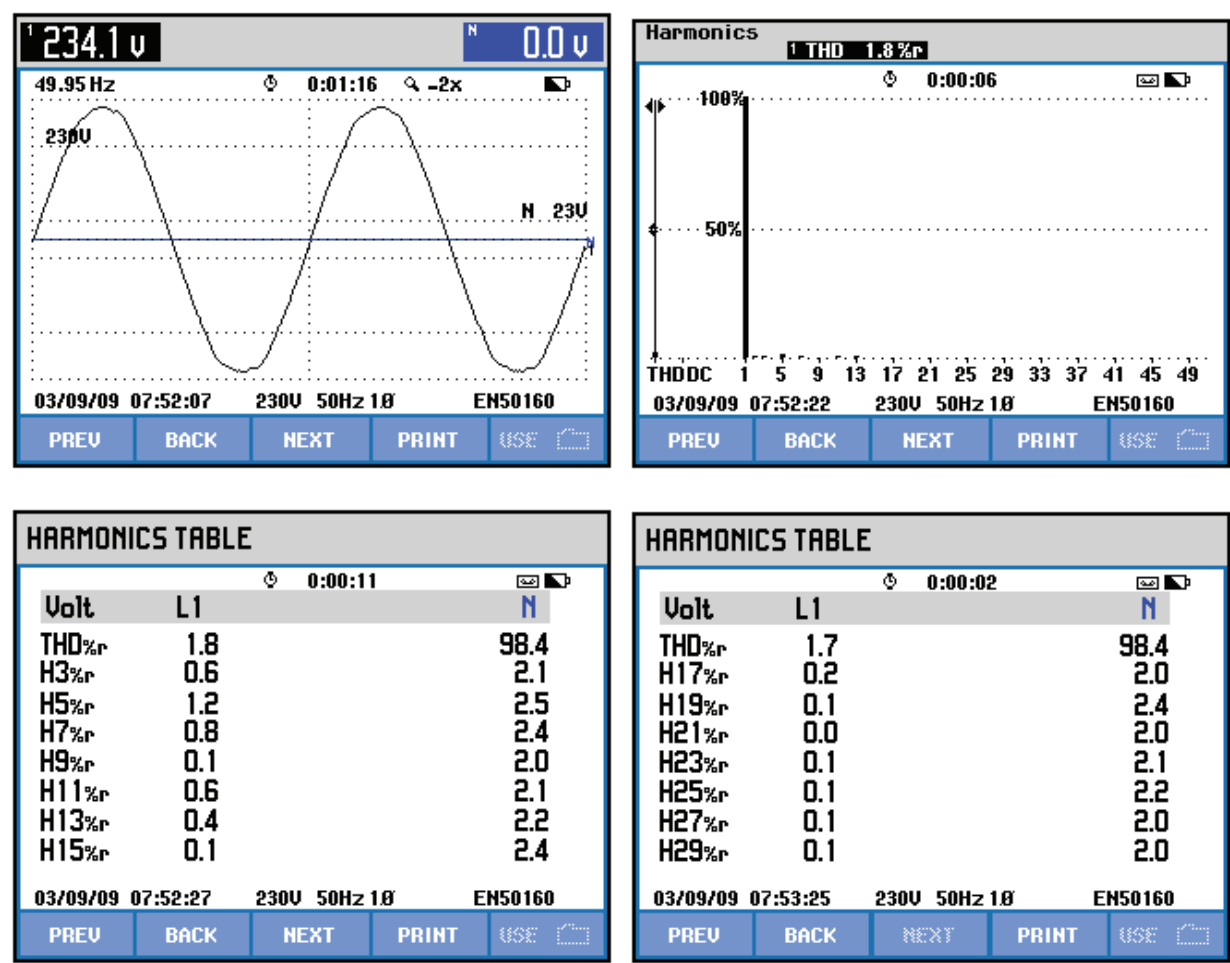 1 234.1 V N 0.0 V
49.95 Hz 0:01:16 -2x
230V
N 23V
N
1
03/09/09 07:52:07 230V 50Hz 1Ø EN50160
PREV BACK NEXT PRINT USE
Harmonics
1 THD 1.8 %r
0:00:06
100%
50%
THD DC 1 5 9 13 17 21 25 29 33 37 41 45 49
03/09/09 07:52:22 230V 50Hz 1Ø EN50160
PREV BACK NEXT PRINT USE
HARMONICS TABLE
0:00:11
Volt L1 N
THD%r 1.8 98.4
H3%r 0.6 2.1
H5%r 1.2 2.5
H7%r 0.8 2.4
H9%r 0.1 2.0
H11%r 0.6 2.1
H13%r 0.4 2.2
H15%r 0.1 2.4
03/09/09 07:52:27 230V 50Hz 1Ø EN50160
PREV BACK NEXT PRINT USE
HARMONICS TABLE
0:00:02
Volt L1 N
THD%r 1.7 98.4
H17%r 0.2 2.0
H19%r 0.1 2.4
H21%r 0.0 2.0
H23%r 0.1 2.1
H25%r 0.1 2.2
H27%r 0.1 2.0
H29%r 0.1 2.0
03/09/09 07:53:25 230V 50Hz 1Ø EN50160
PREV BACK NEXT PRINT USE